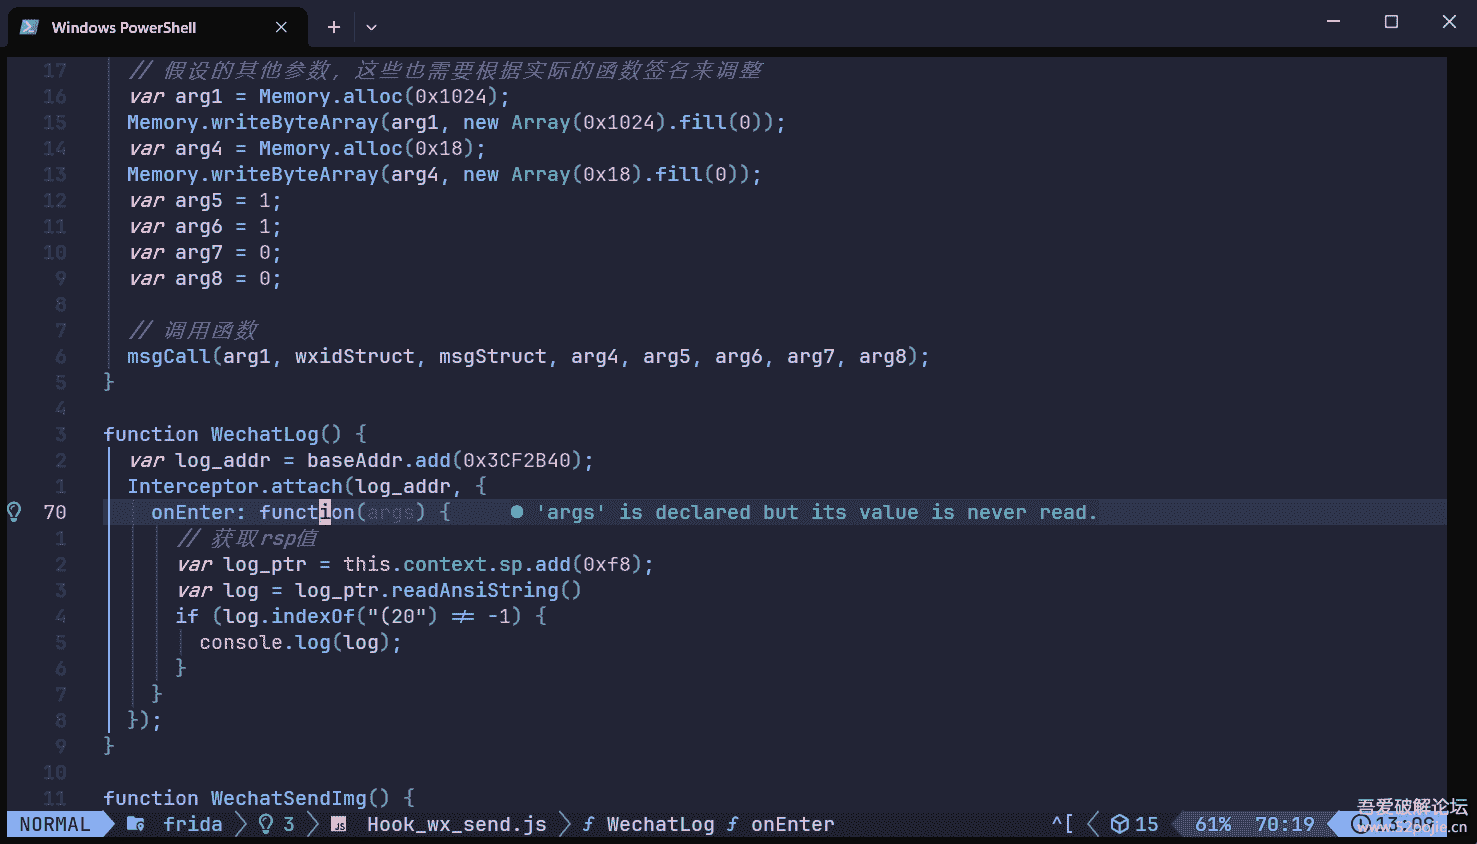 Windows PowerShell
17 // 假设的其他参数，这些也需要根据实际的函数签名来调整
16 var arg1 = Memory.alloc(0x1024);
15 Memory.writeByteArray(arg1, new Array(0x1024).fill(0));
14 var arg4 = Memory.alloc(0x18);
13 Memory.writeByteArray(arg4, new Array(0x18).fill(0));
12 var arg5 = 1;
11 var arg6 = 1;
10 var arg7 = 0;
9 var arg8 = 0;
8
7 // 调用函数
6 msgCall(arg1, wxidStruct, msgStruct, arg4, arg5, arg6, arg7, arg8);
5 }
4
3 function WechatLog() {
2 var log_addr = baseAddr.add(0x3CF2B40);
1 Interceptor.attach(log_addr, {
70 onEnter: function(args) { ● 'args' is declared but its value is never read.
1 // 获取rsp值
2 var log_ptr = this.context.sp.add(0xf8);
3 var log = log_ptr.readAnsiString()
4 if (log.indexOf("(20") != -1) {
5 console.log(log);
6 }
7 }
8 });
9 }
10
11 function WechatSendImg() {
吾爱破解论坛
NORMAL frida 3 JS Hook_wx_send.js WechatLog onEnter ^[ 15 61% 70:19 13:09
www.52pojie.cn